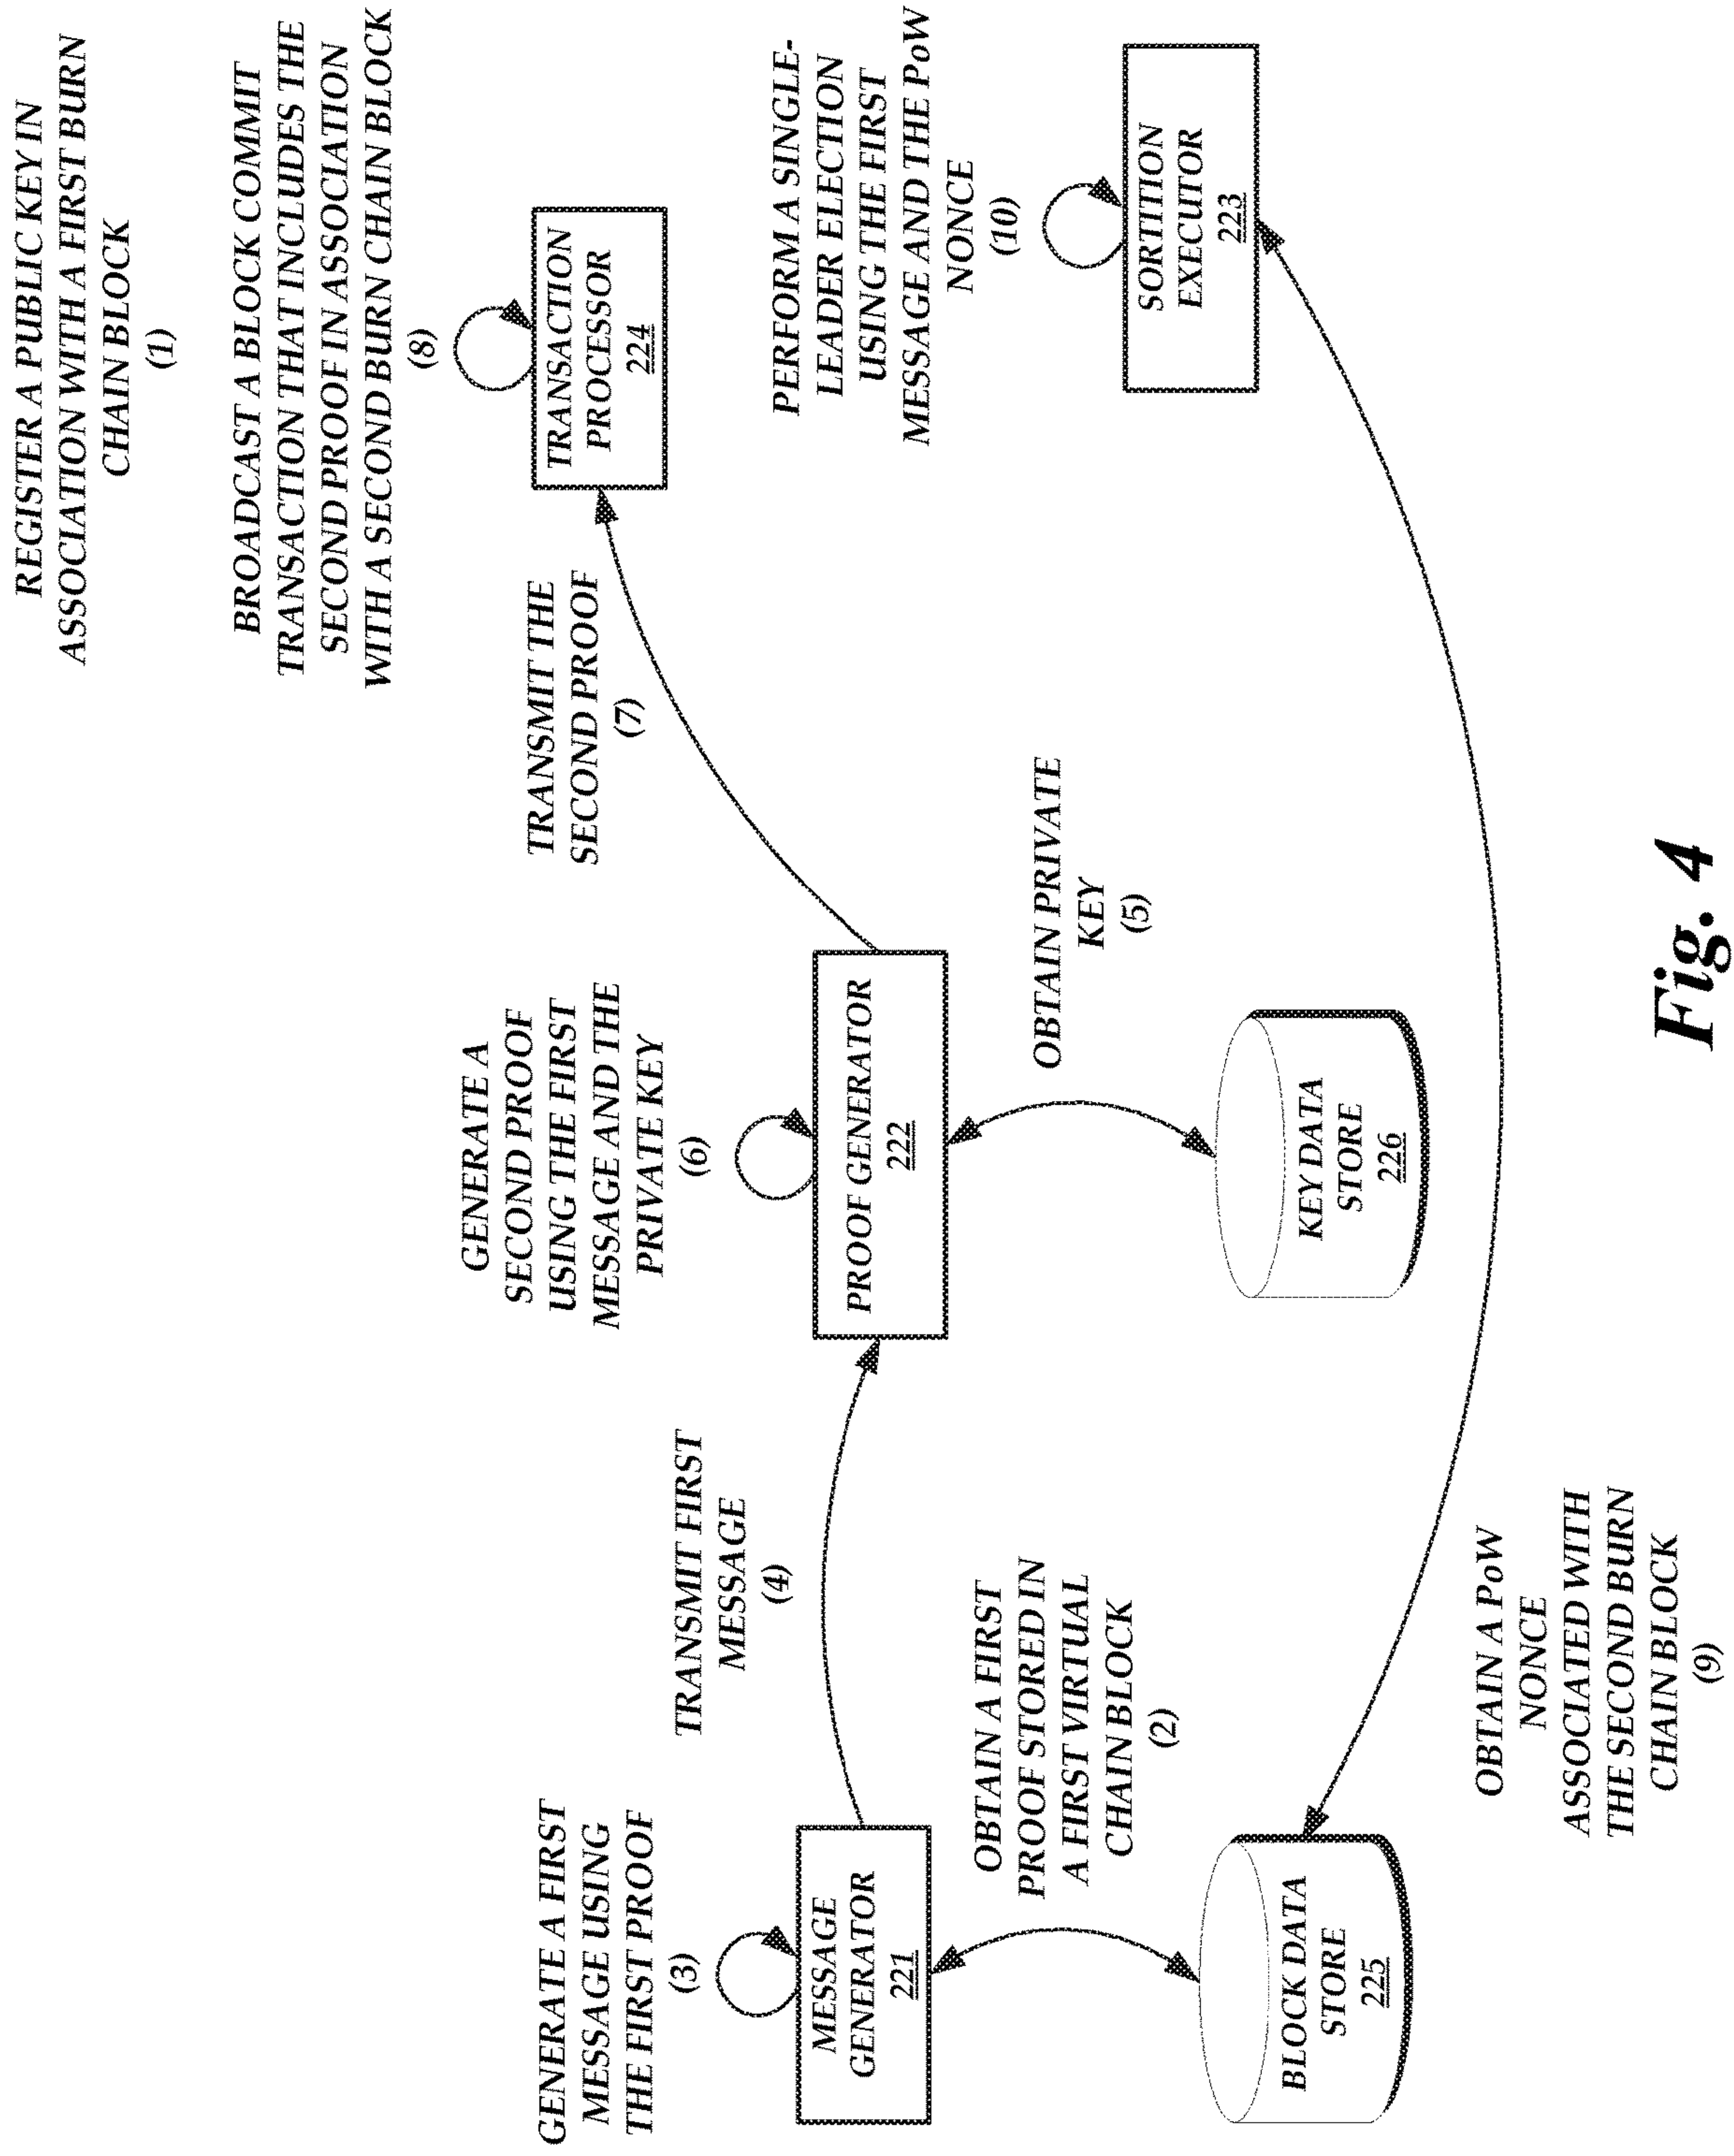 REGISTER A PUBLIC KEY IN
ASSOCIATION WITH A FIRST BURN
CHAIN BLOCK
(1)
BROADCAST A BLOCK COMMIT
TRANSACTION THAT INCLUDES THE
SECOND PROOF IN ASSOCIATION
WITH A SECOND BURN CHAIN BLOCK
(8)
TRANSACTION
PROCESSOR
224
TRANSMIT THE
SECOND PROOF
(7)
GENERATE A
SECOND PROOF
USING THE FIRST
MESSAGE AND THE
PRIVATE KEY
(6)
PROOF GENERATOR
222
GENERATE A FIRST
MESSAGE USING
THE FIRST PROOF
(3)
MESSAGE
GENERATOR
221
TRANSMIT FIRST
MESSAGE
(4)
PERFORM A SINGLE-
LEADER ELECTION
USING THE FIRST
MESSAGE AND THE PoW
NONCE
(10)
SORTITION
EXECUTOR
223
OBTAIN A FIRST
PROOF STORED IN
A FIRST VIRTUAL
CHAIN BLOCK
(2)
OBTAIN PRIVATE
KEY
(5)
BLOCK DATA
STORE
225
KEY DATA
STORE
226
OBTAIN A PoW
NONCE
ASSOCIATED WITH
THE SECOND BURN
CHAIN BLOCK
(9)
Fig. 4